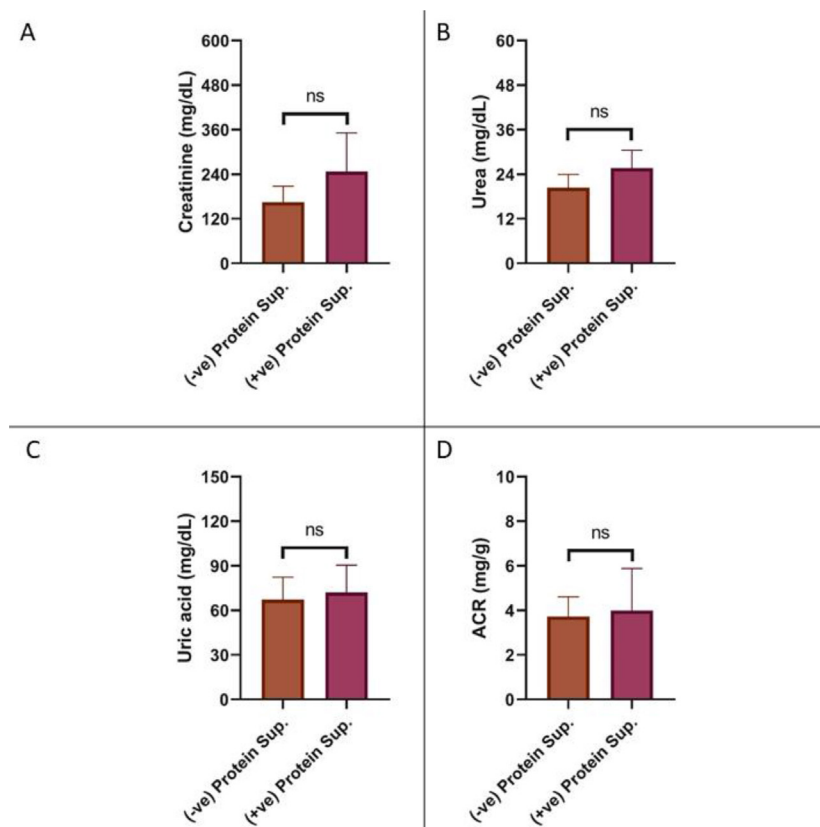 A
Creatinine (mg/dL)
600
480
360
240
120
0
ns
(-ve) Protein Sup.
(+ve) Protein Sup.
B
Urea (mg/dL)
60
48
36
24
12
0
ns
(-ve) Protein Sup.
(+ve) Protein Sup.
C
Uric acid (mg/dL)
150
120
90
60
30
0
ns
(-ve) Protein Sup.
(+ve) Protein Sup.
D
ACR (mg/g)
10
8
6
4
2
0
ns
(-ve) Protein Sup.
(+ve) Protein Sup.